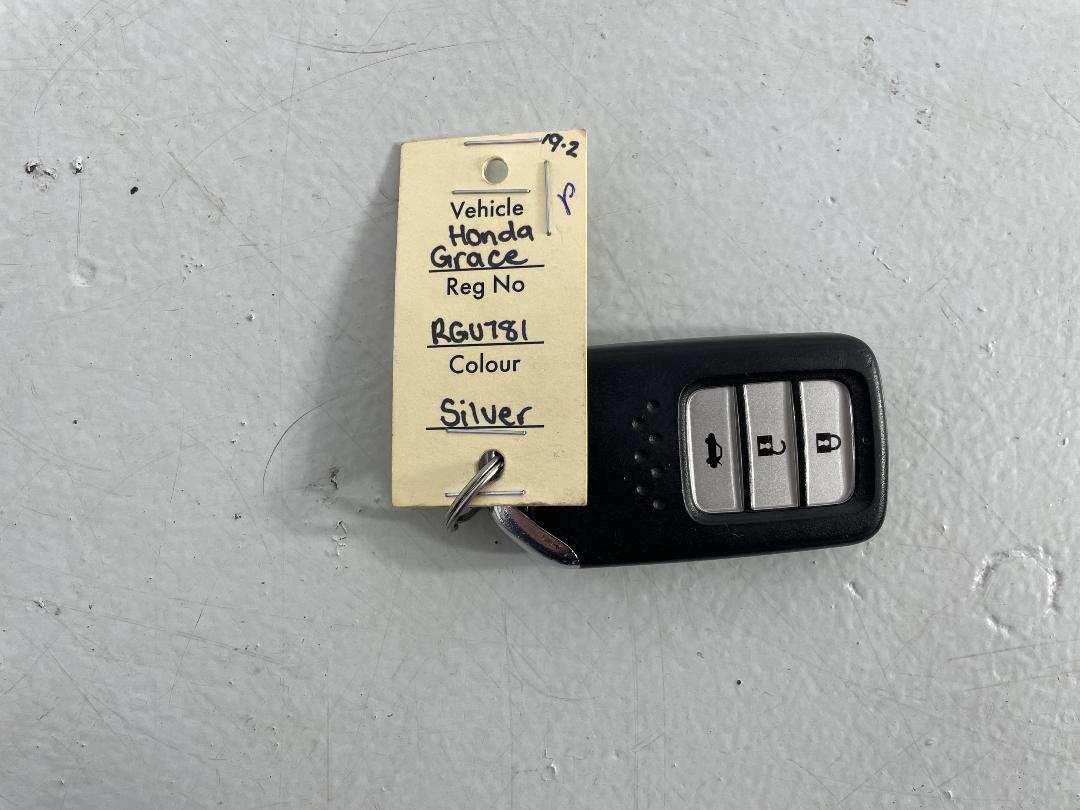 19.2
Vehicle
Honda
Grace
Reg No
RGU781
Colour
Silver